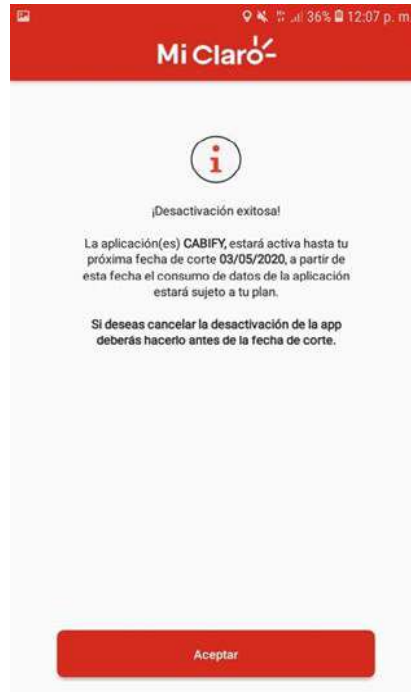 36% 12:07 p. m
Mi Claro
i
¡Desactivación exitosa!
La aplicación(es) CABIFY, estará activa hasta tu
próxima fecha de corte 03/05/2020, a partir de
esta fecha el consumo de datos de la aplicación
estará sujeto a tu plan.
Si deseas cancelar la desactivación de la app
deberás hacerlo antes de la fecha de corte.
Aceptar